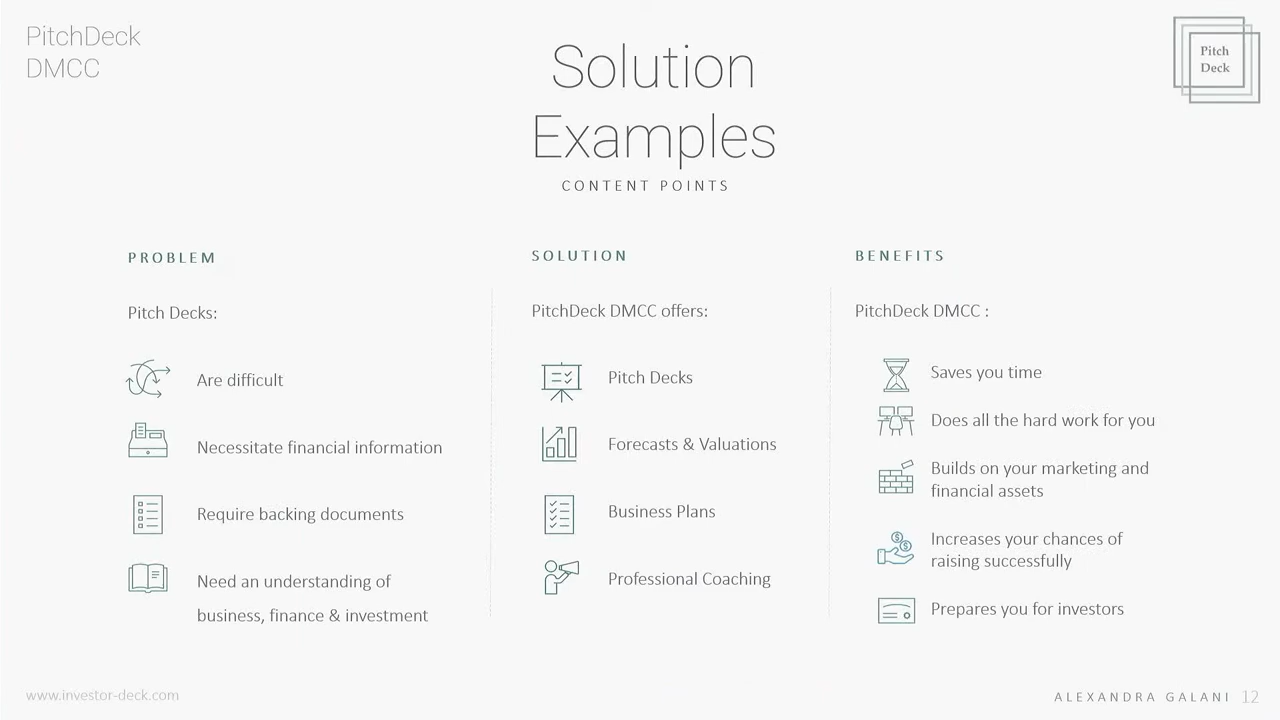 PitchDeck
DMCC
Solution
Examples
CONTENT POINTS
Pitch
Deck
PROBLEM
Pitch Decks:
Are difficult
Necessitate financial information
Require backing documents
Need an understanding of
business, finance & investment
SOLUTION
PitchDeck DMCC offers:
Pitch Decks
Forecasts & Valuations
Business Plans
Professional Coaching
BENEFITS
PitchDeck DMCC :
Saves you time
Does all the hard work for you
Builds on your marketing and
financial assets
Increases your chances of
raising successfully
Prepares you for investors
www.investor-deck.com
ALEXANDRA GALANI 12